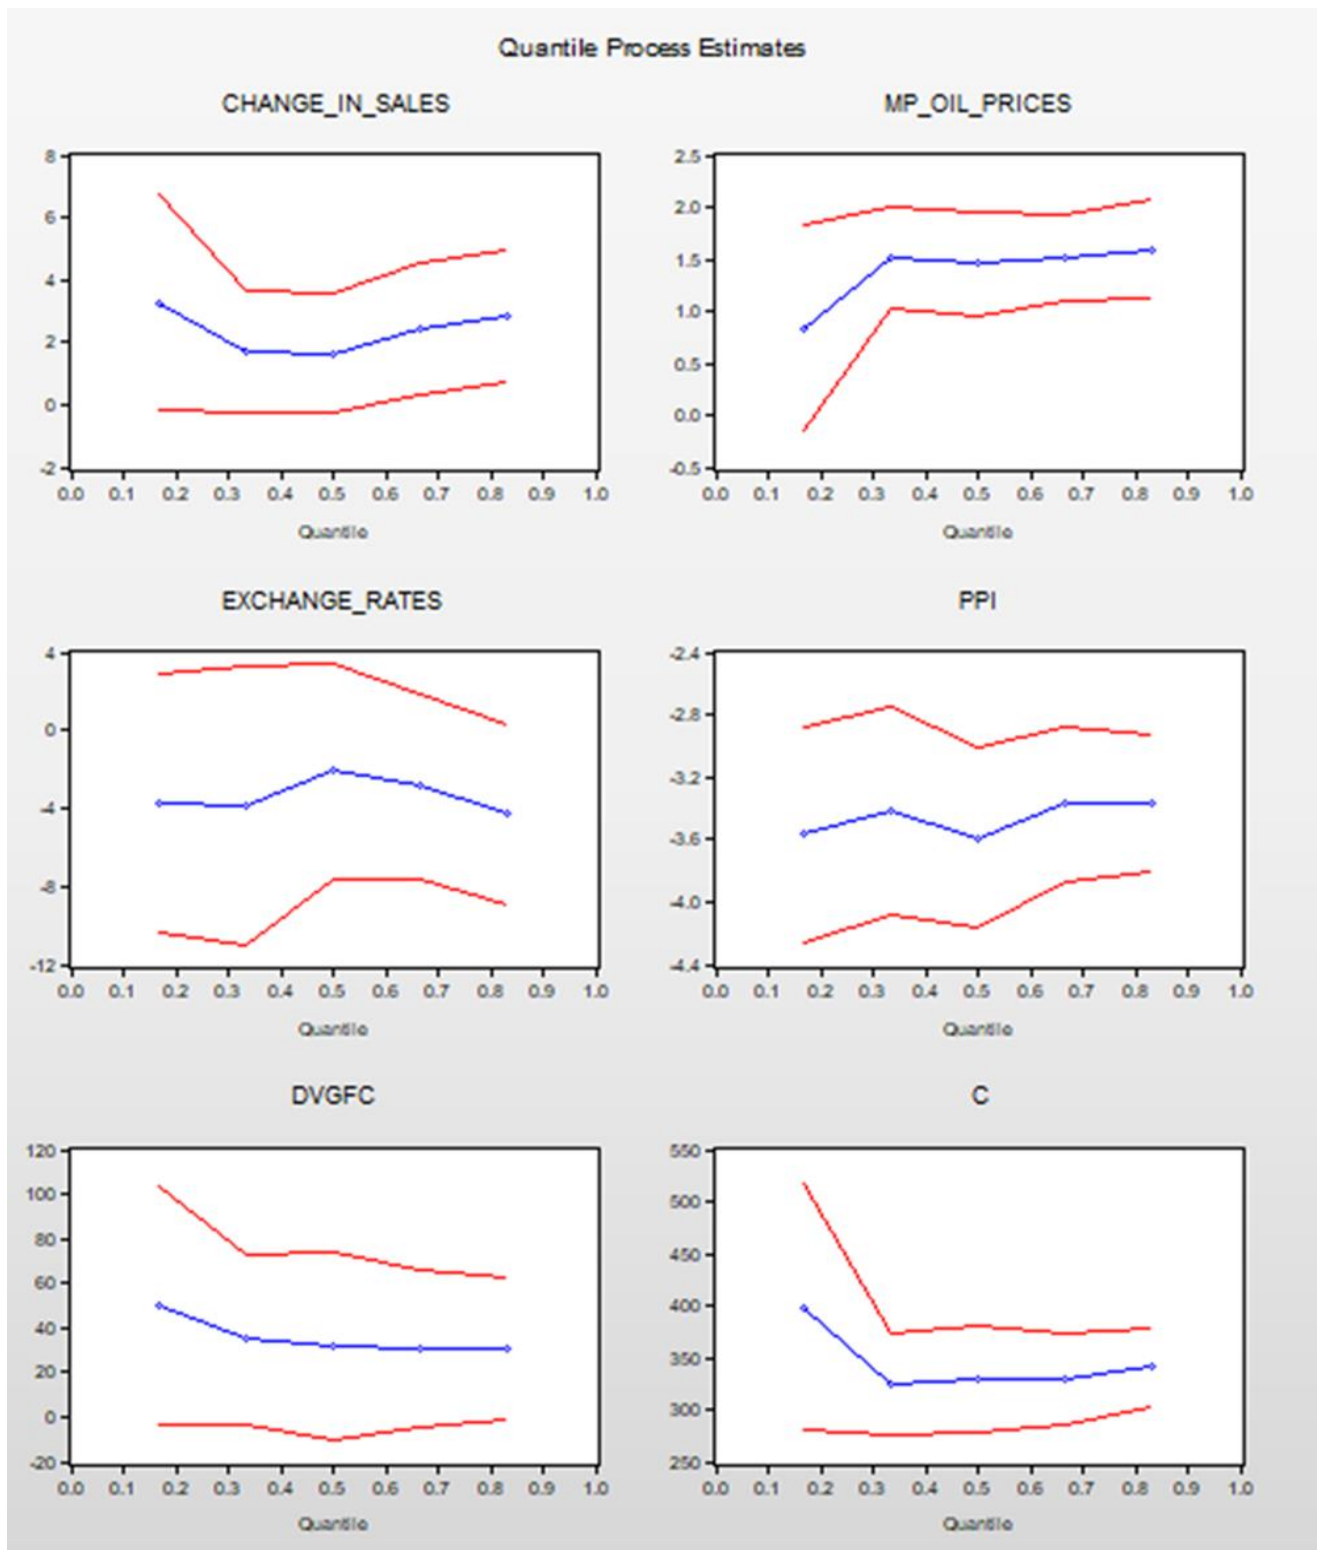 Quantile Process Estimates
CHANGE_IN_SALES
8
6
4
2
0
-2
0.0 0.1 0.2 0.3 0.4 0.5 0.6 0.7 0.8 0.9 1.0
Quantile
MP_OIL_PRICES
2.5
2.0
1.5
1.0
0.5
0.0
-0.5
0.0 0.1 0.2 0.3 0.4 0.5 0.6 0.7 0.8 0.9 1.0
Quantile
EXCHANGE_RATES
4
0
-4
-8
-12
0.0 0.1 0.2 0.3 0.4 0.5 0.6 0.7 0.8 0.9 1.0
Quantile
PPI
-2.4
-2.8
-3.2
-3.6
-4.0
-4.4
0.0 0.1 0.2 0.3 0.4 0.5 0.6 0.7 0.8 0.9 1.0
Quantile
DVGFC
120
100
80
60
40
20
0
-20
0.0 0.1 0.2 0.3 0.4 0.5 0.6 0.7 0.8 0.9 1.0
Quantile
C
550
500
450
400
350
300
250
0.0 0.1 0.2 0.3 0.4 0.5 0.6 0.7 0.8 0.9 1.0
Quantile